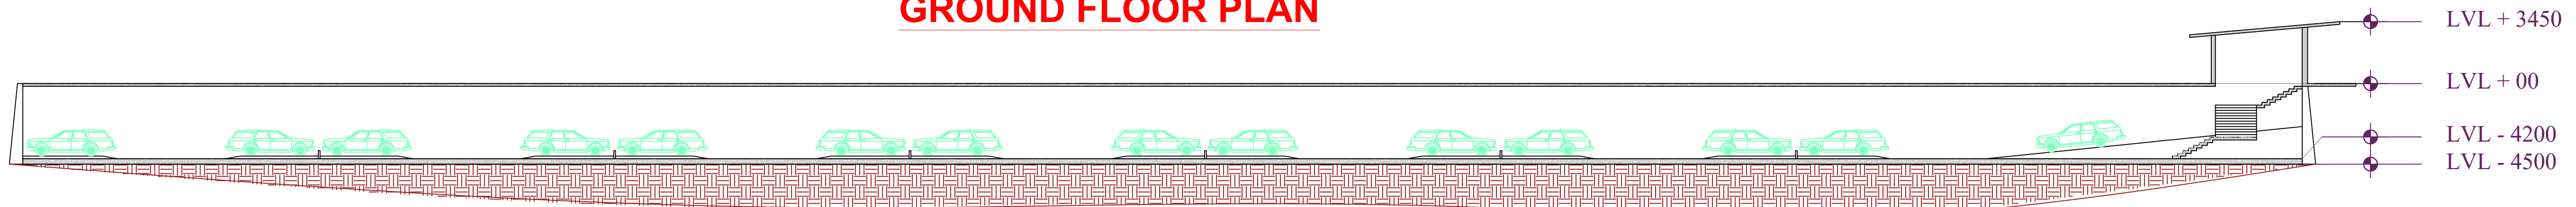 GROUND FLOOR PLAN
LVL + 3450
LVL + 00
LVL - 4200
LVL - 4500